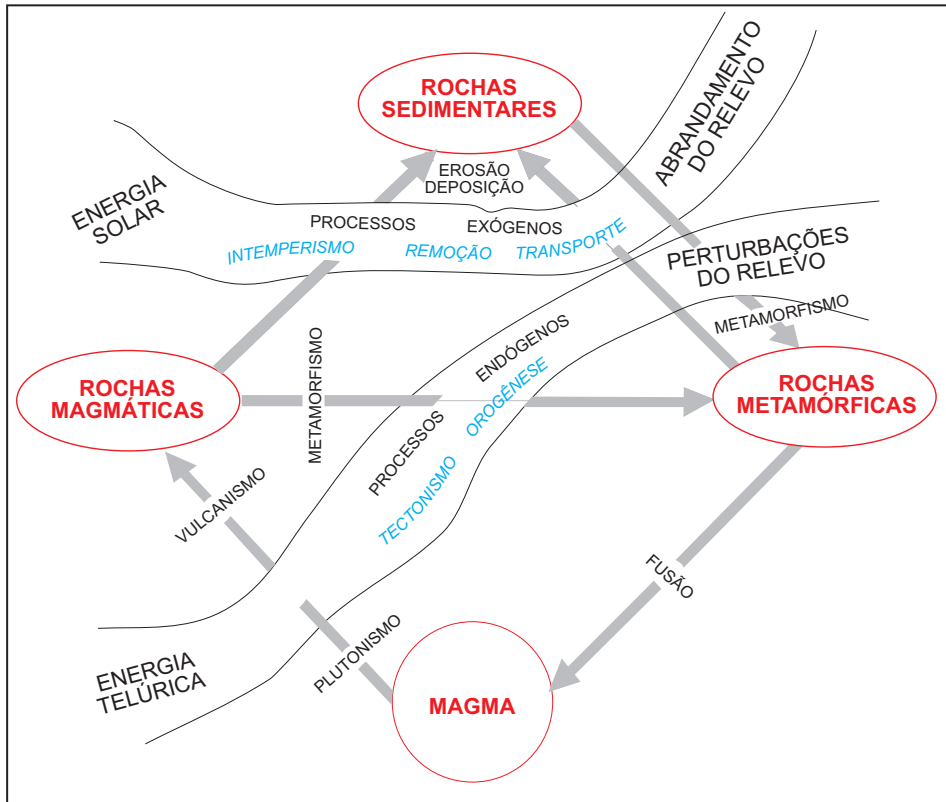 ROCHAS
SEDIMENTARES
ABRANDAMENTO
DO RELEVO
EROSÃO
DEPOSIÇÃO
ENERGIA
SOLAR
PROCESSOS EXÓGENOS
INTEMPERISMO REMOÇÃO TRANSPORTE
PERTURBAÇÕES
DO RELEVO
METAMORFISMO
ROCHAS
MAGMÁTICAS
METAMORFISMO
PROCESSOS ENDÓGENOS
TECTONISMO OROGÊNESE
ROCHAS
METAMÓRFICAS
VULCANISMO
FUSÃO
ENERGIA
TELÚRICA
PLUTONISMO
MAGMA